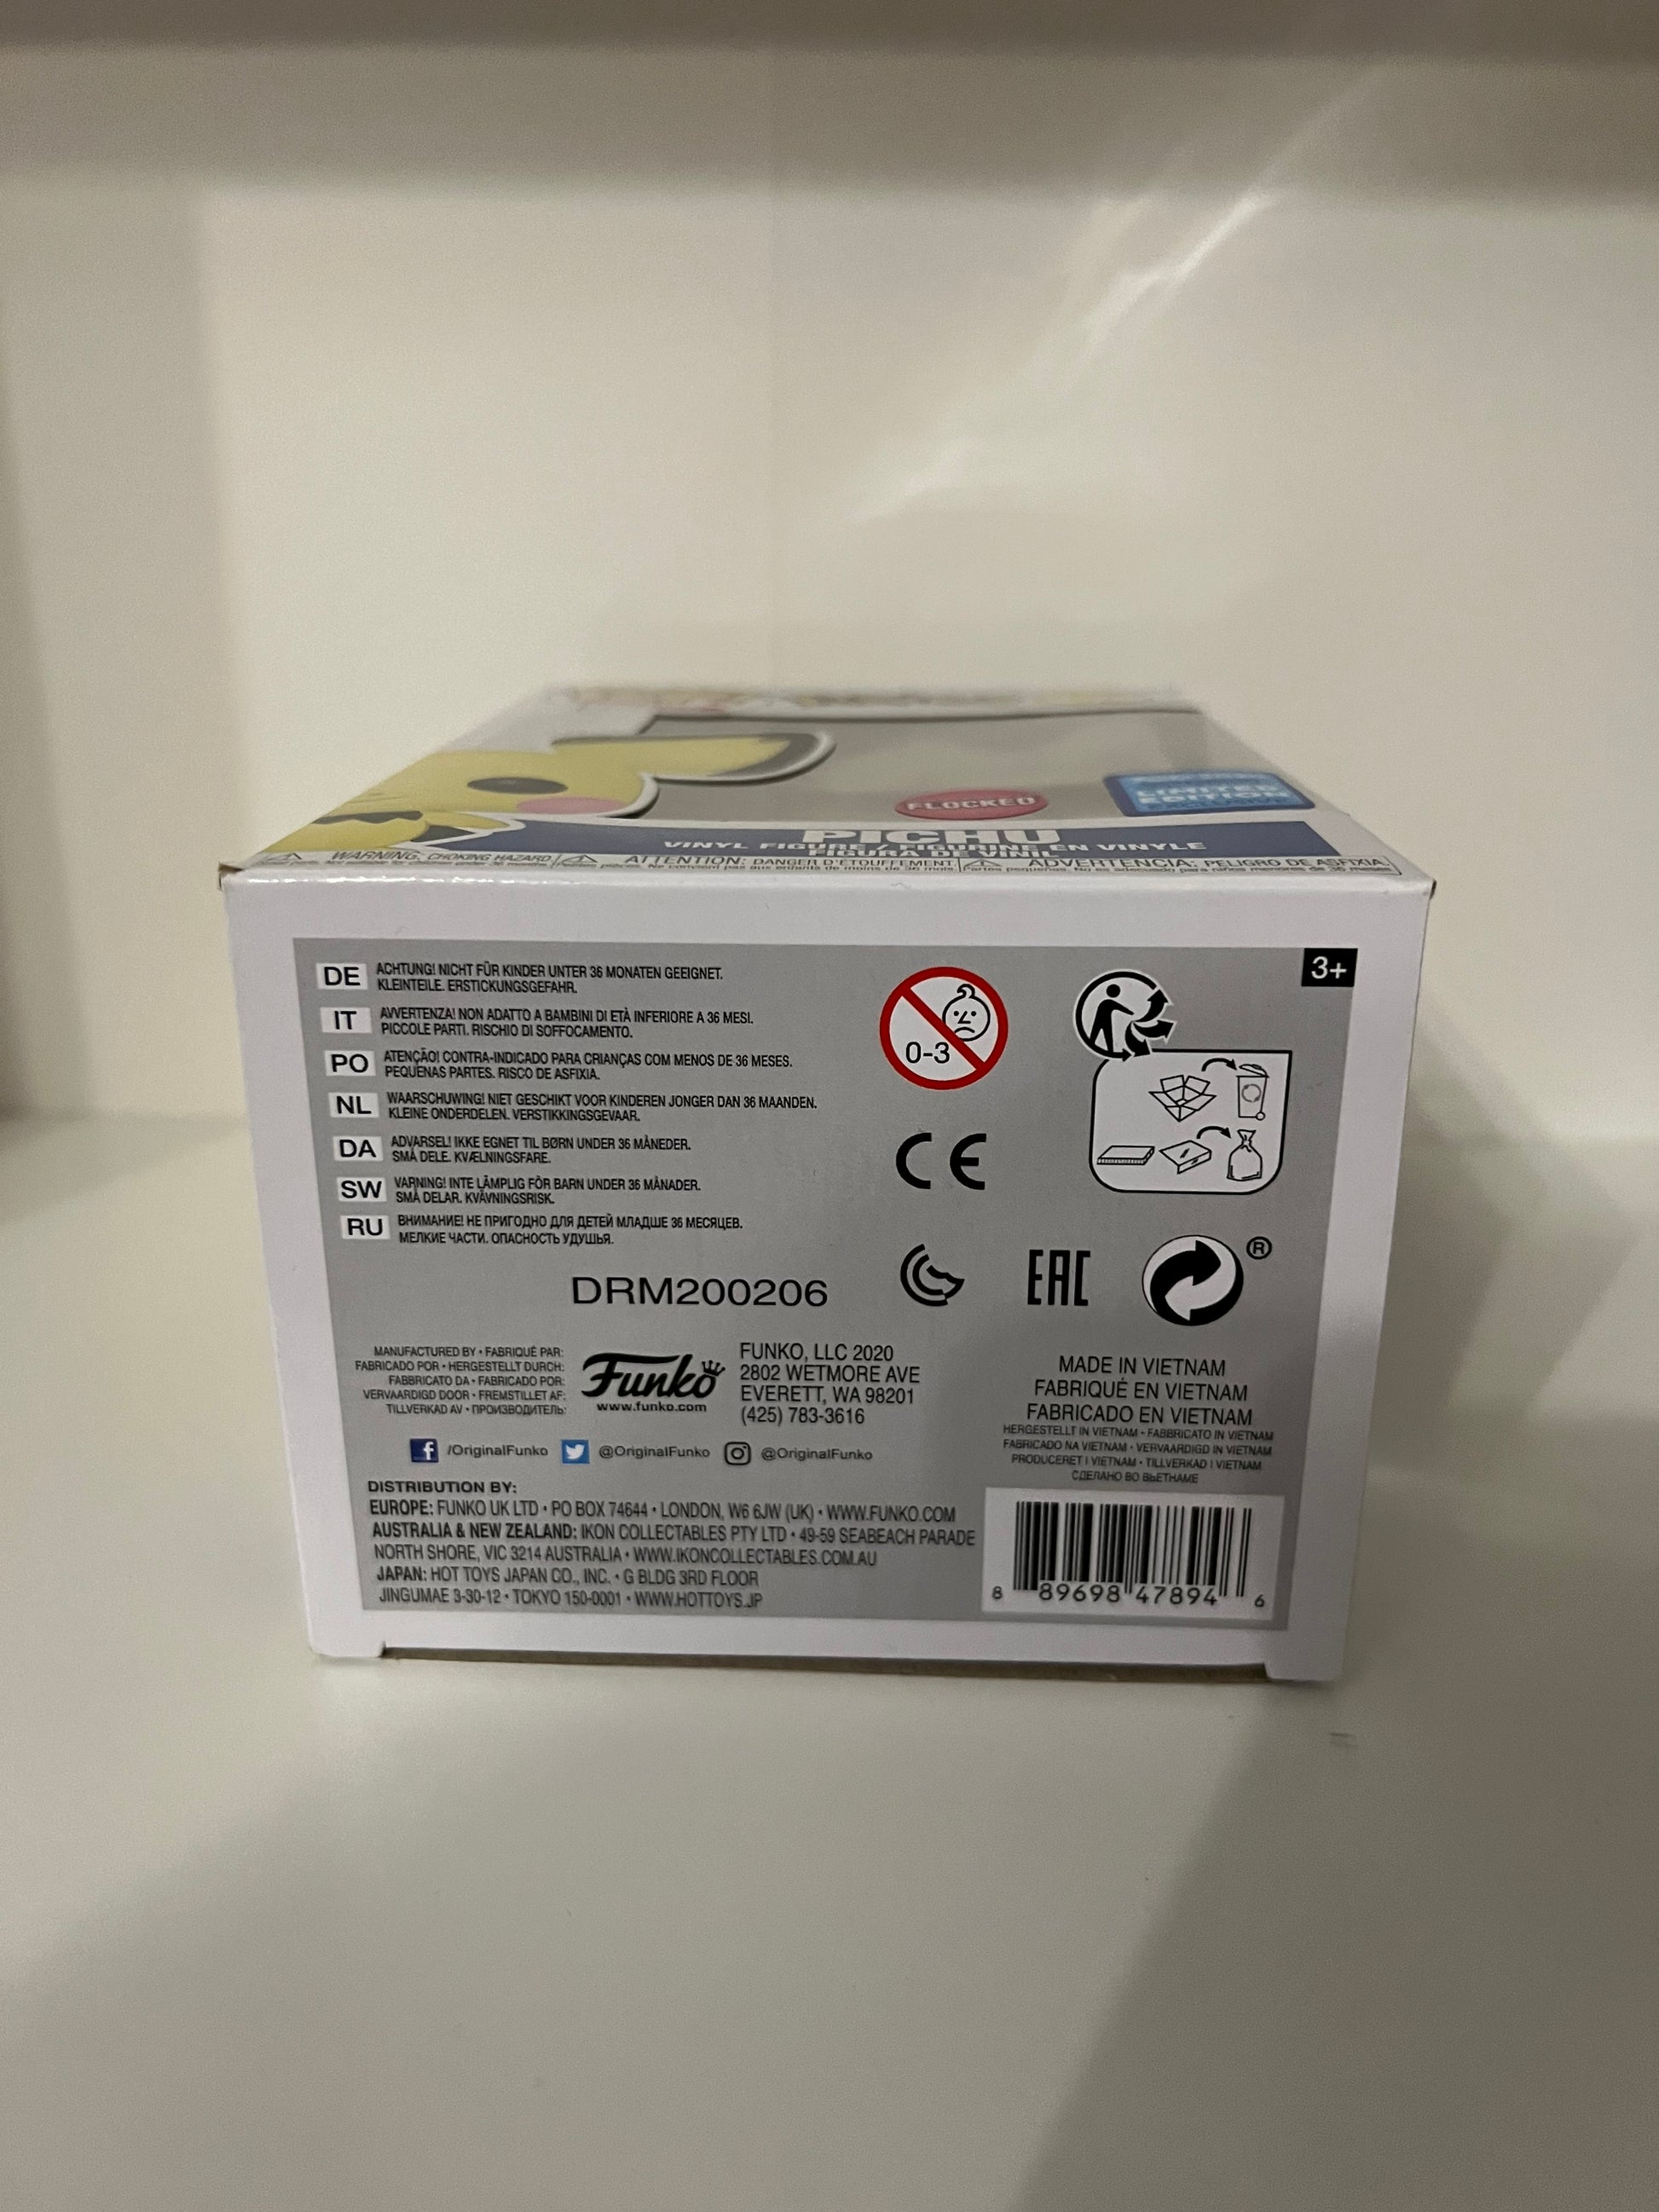 FLOCKED
LIMITED
EDITION
PICHU
VINYL FIGURE / FIGURINE EN VINYLE
FIGURA DE VINIL
WARNING: CHOKING HAZARD
ATTENTION: DANGER D'ÉTOUFFEMENT
ADVERTENCIA: PELIGRO DE ASFIXIA.
3+
DE ACHTUNG! NICHT FÜR KINDER UNTER 36 MONATEN GEEIGNET.
KLEINTEILE. ERSTICKUNGSGEFAHR.
IT AVVERTENZA! NON ADATTO A BAMBINI DI ETÀ INFERIORE A 36 MESI.
PICCOLE PARTI. RISCHIO DI SOFFOCAMENTO.
PO ATENÇÃO! CONTRA-INDICADO PARA CRIANÇAS COM MENOS DE 36 MESES.
PEQUENAS PARTES. RISCO DE ASFIXIA.
NL WAARSCHUWING! NIET GESCHIKT VOOR KINDEREN JONGER DAN 36 MAANDEN.
KLEINE ONDERDELEN. VERSTIKKINGSGEVAAR.
DA ADVARSEL! IKKE EGNET TIL BØRN UNDER 36 MÅNEDER.
SMÅ DELE. KVÆLNINGSFARE.
SW VARNING! INTE LÄMPLIG FÖR BARN UNDER 36 MÅNADER.
SMÅ DELAR. KVÄVNINGSRISK.
RU ВНИМАНИЕ! НЕ ПРИГОДНО ДЛЯ ДЕТЕЙ МЛАДШЕ 36 МЕСЯЦЕВ.
МЕЛКИЕ ЧАСТИ. ОПАСНОСТЬ УДУШЬЯ.
0-3
CE
DRM200206
EAC
®
MANUFACTURED BY • FABRIQUÉ PAR:
FABRICADO POR • HERGESTELLT DURCH:
FABBRICATO DA • FABRICADO POR:
VERVAARDIGD DOOR • FREMSTILLET AF:
TILLVERKAD AV • ПРОИЗВОДИТЕЛЬ:
Funko
www.funko.com
FUNKO, LLC 2020
2802 WETMORE AVE
EVERETT, WA 98201
(425) 783-3616
MADE IN VIETNAM
FABRIQUÉ EN VIETNAM
FABRICADO EN VIETNAM
HERGESTELLT IN VIETNAM • FABBRICATO IN VIETNAM
FABRICADO NA VIETNAM • VERVAARDIGD IN VIETNAM
PRODUCERET I VIETNAM • TILLVERKAD I VIETNAM
СДЕЛАНО ВО ВЬЕТНАМЕ
f /OriginalFunko @OriginalFunko @OriginalFunko
DISTRIBUTION BY:
EUROPE: FUNKO UK LTD • PO BOX 74644 • LONDON, W6 6JW (UK) • WWW.FUNKO.COM
AUSTRALIA & NEW ZEALAND: IKON COLLECTABLES PTY LTD • 49-59 SEABEACH PARADE
NORTH SHORE, VIC 3214 AUSTRALIA • WWW.IKONCOLLECTABLES.COM.AU
JAPAN: HOT TOYS JAPAN CO., INC. • G BLDG 3RD FLOOR
JINGUMAE 3-30-12 • TOKYO 150-0001 • WWW.HOTTOYS.JP
8 89698 47894 6